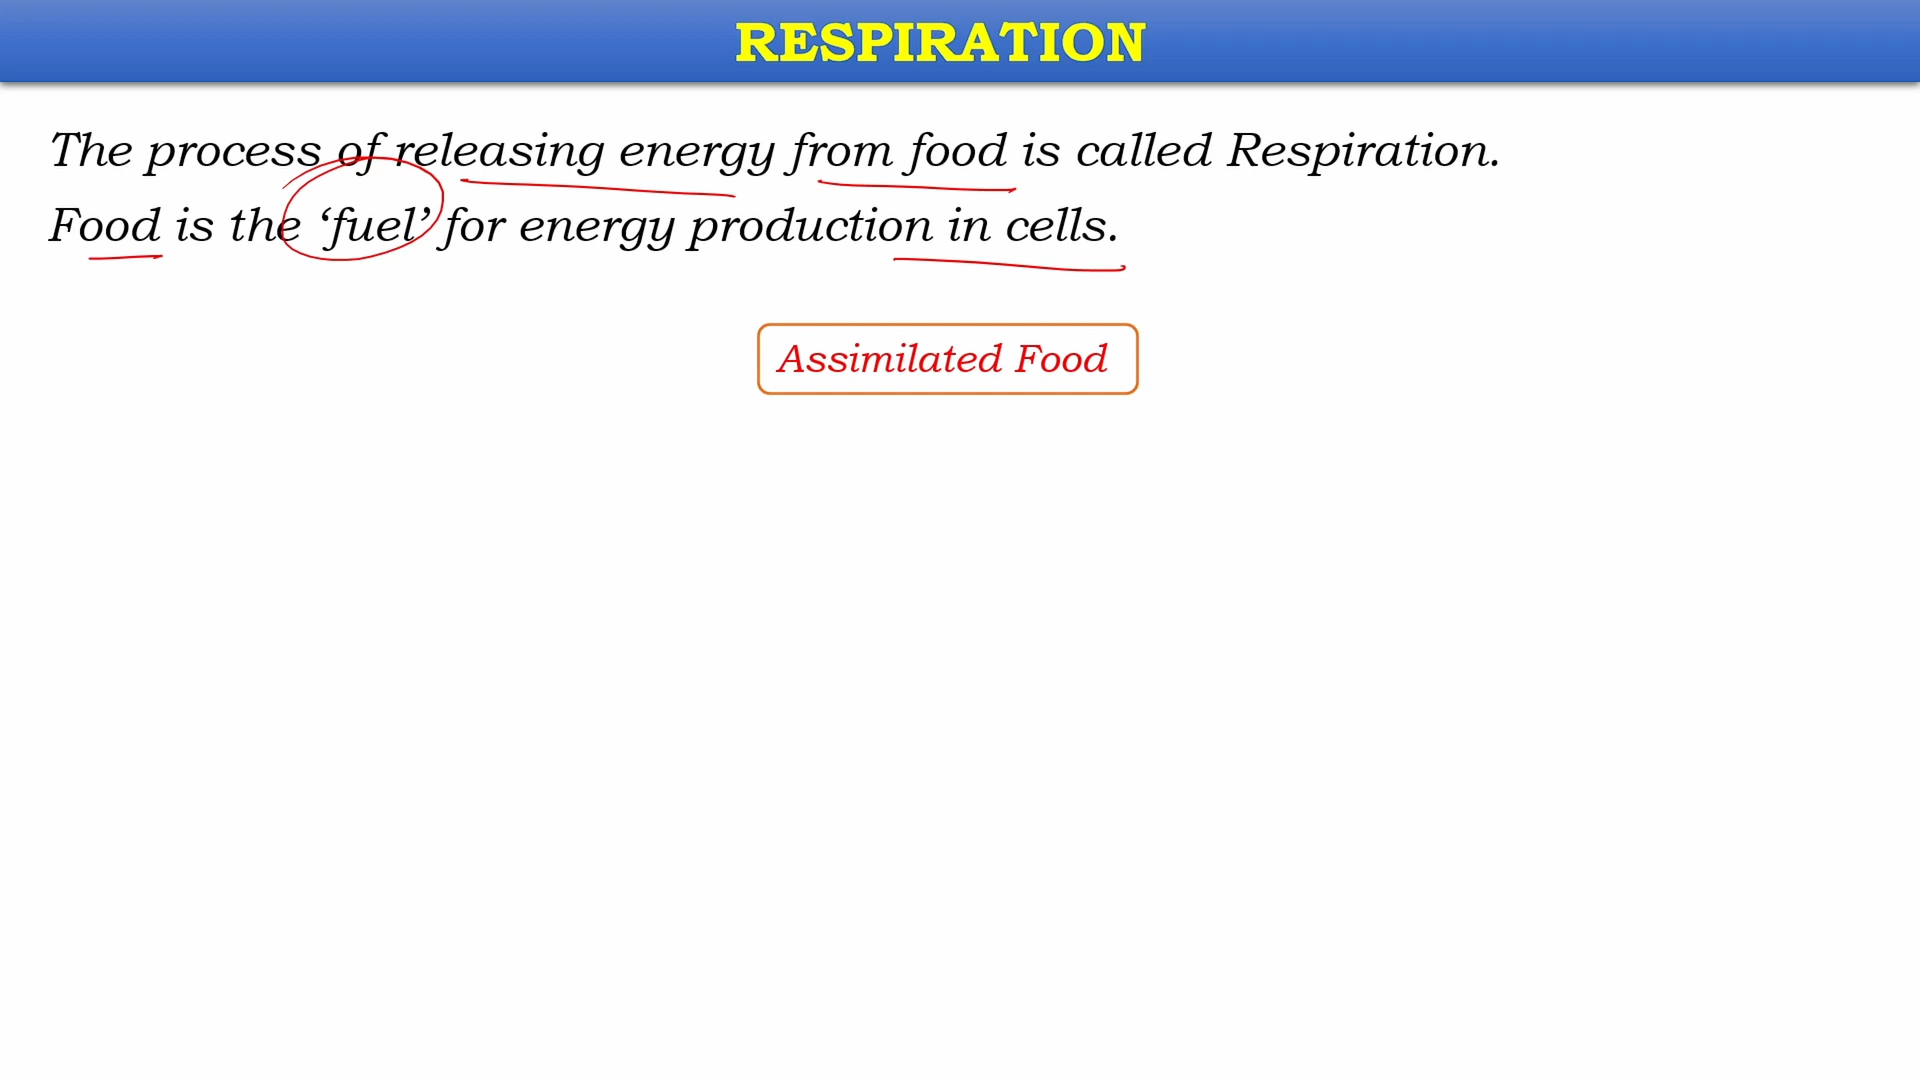 RESPIRATION
The process of releasing energy from food is called Respiration.
Food is the ‘fuel’ for energy production in cells.
Assimilated Food